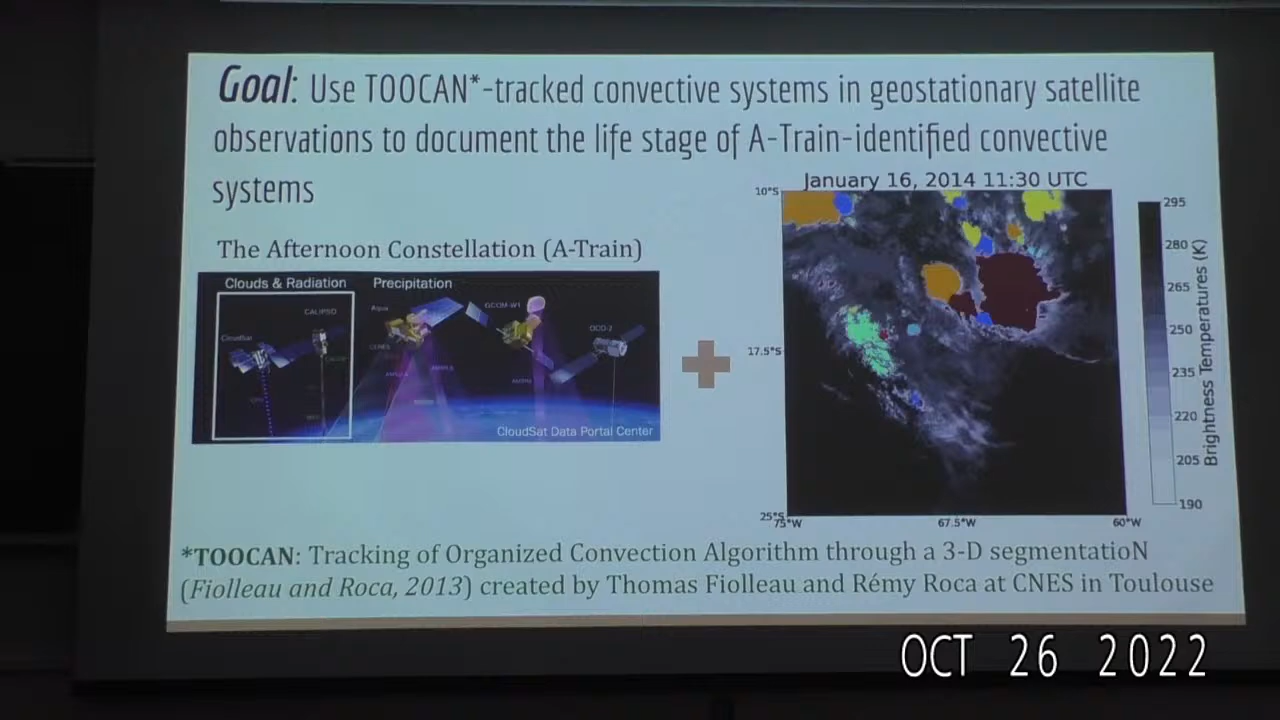 Goal: Use TOOCAN*-tracked convective systems in geostationary satellite
observations to document the life stage of A-Train-identified convective
systems
The Afternoon Constellation (A-Train)
Clouds & Radiation
Precipitation
CloudSat
CALIPSO
Aqua
GCOM-W1
OCO-2
CloudSat Data Portal Center
January 16, 2014 11:30 UTC
10°S
17.5°S
25°S
75°W
67.5°W
60°W
295
280
265
250
235
220
205
190
Brightness Temperatures (K)
*TOOCAN: Tracking of Organized Convection Algorithm through a 3-D segmentatioN
(Fiolleau and Roca, 2013) created by Thomas Fiolleau and Rémy Roca at CNES in Toulouse
OCT 26 2022